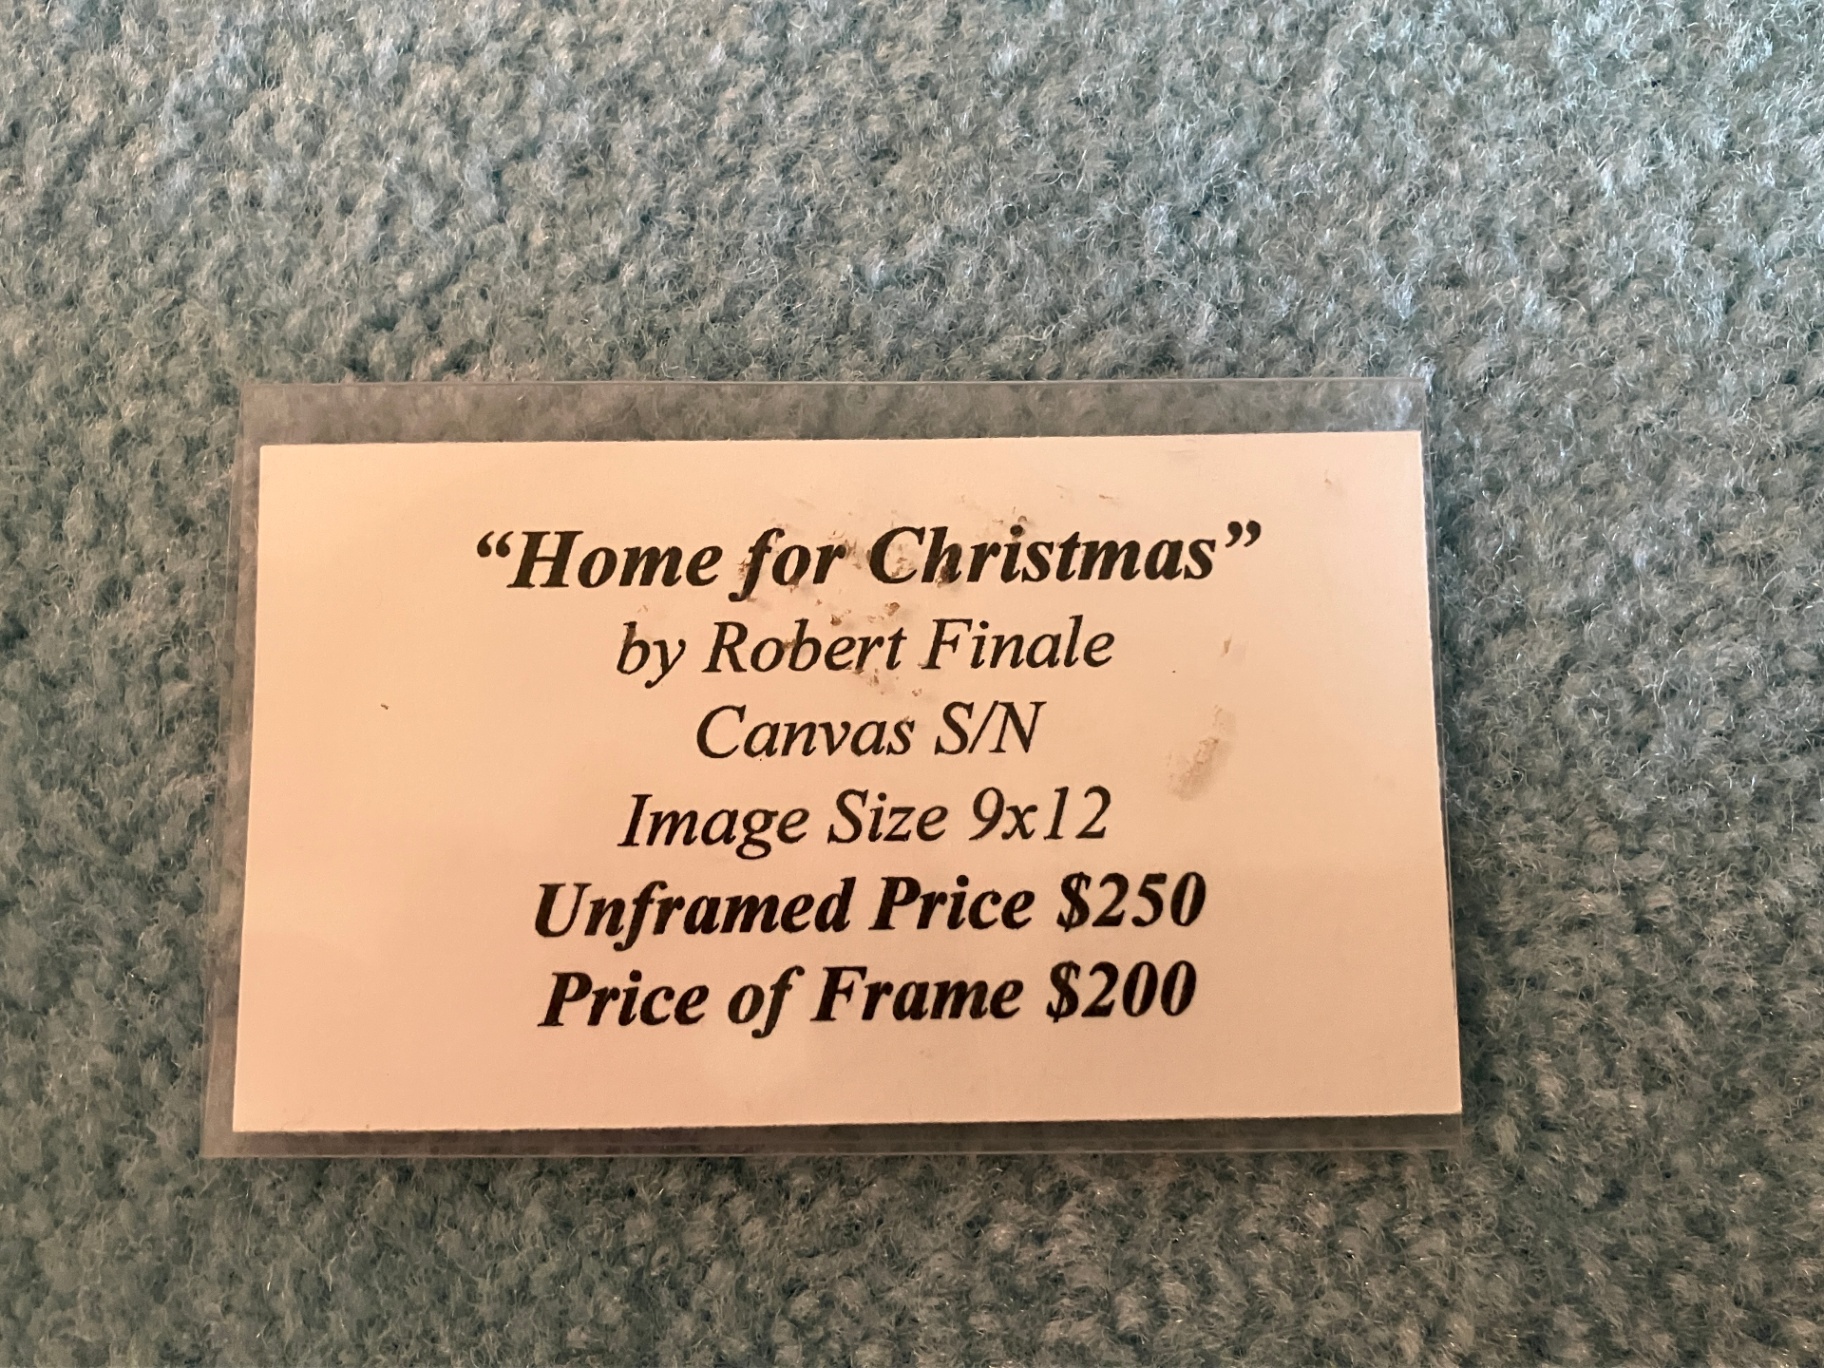 “Home for Christmas”
by Robert Finale
Canvas S/N
Image Size 9x12
Unframed Price $250
Price of Frame $200